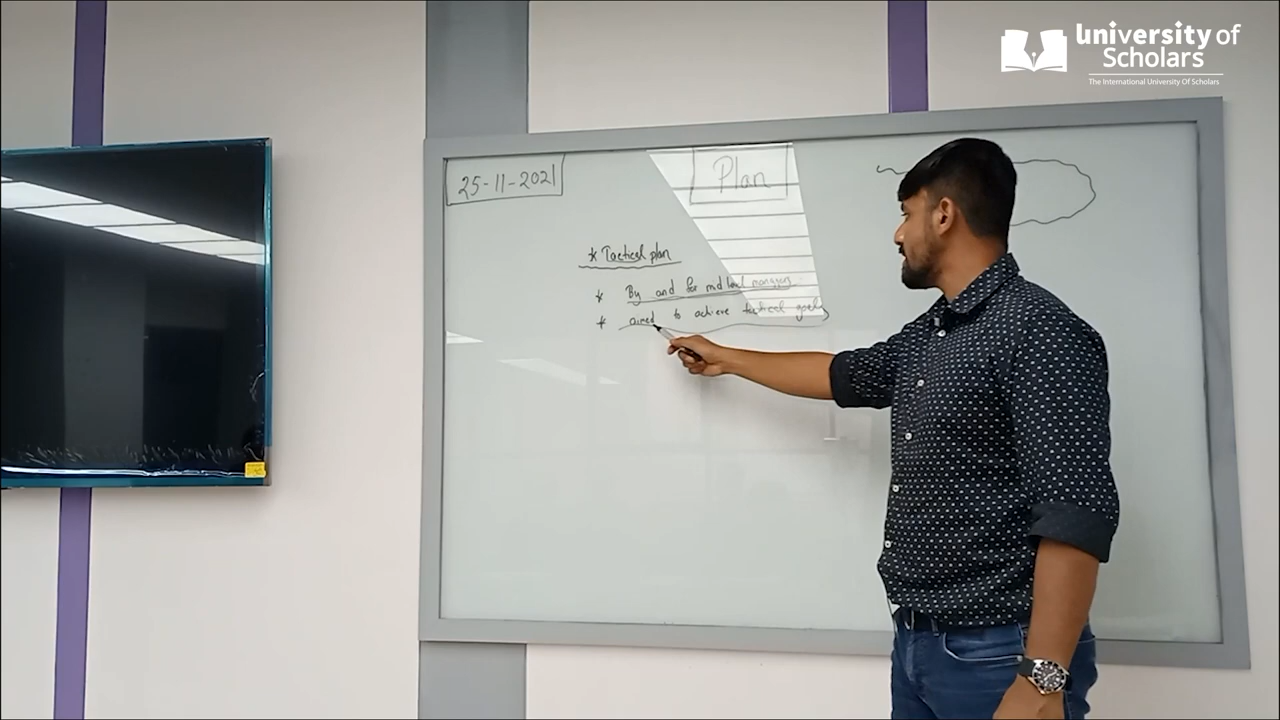 University of
Scholars
The International University Of Scholars
25-11-2021
Plan
* Tactical plan
* By and for mid level managers
* aimed to achieve tactical goals